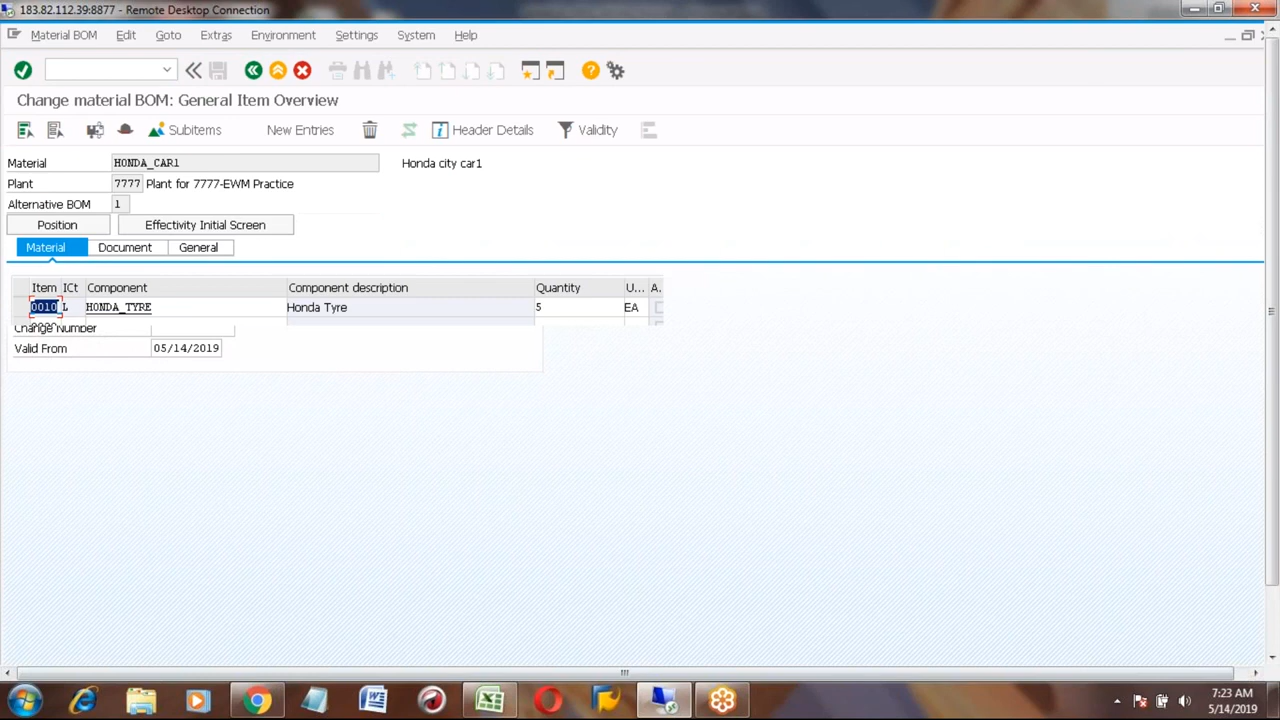 183.82.112.39:8877 - Remote Desktop Connection
Material BOM Edit Goto Extras Environment Settings System Help
Change material BOM: General Item Overview
Subitems New Entries Header Details Validity
Material HONDA_CAR1 Honda city car1
Plant 7777 Plant for 7777-EWM Practice
Alternative BOM 1
Position Effectivity Initial Screen
Material Document General
Item ICt Component Component description Quantity U... A.
0010 L HONDA_TYRE Honda Tyre 5 EA
Change Number
Valid From 05/14/2019
7:23 AM
5/14/2019